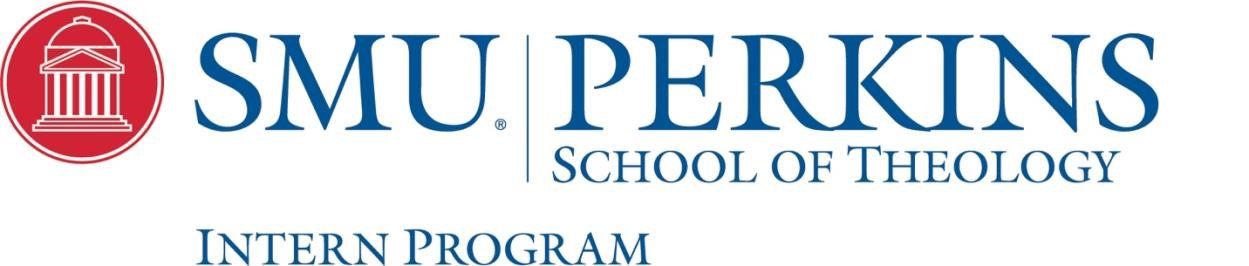 SMU® PERKINS
SCHOOL OF THEOLOGY
INTERN PROGRAM